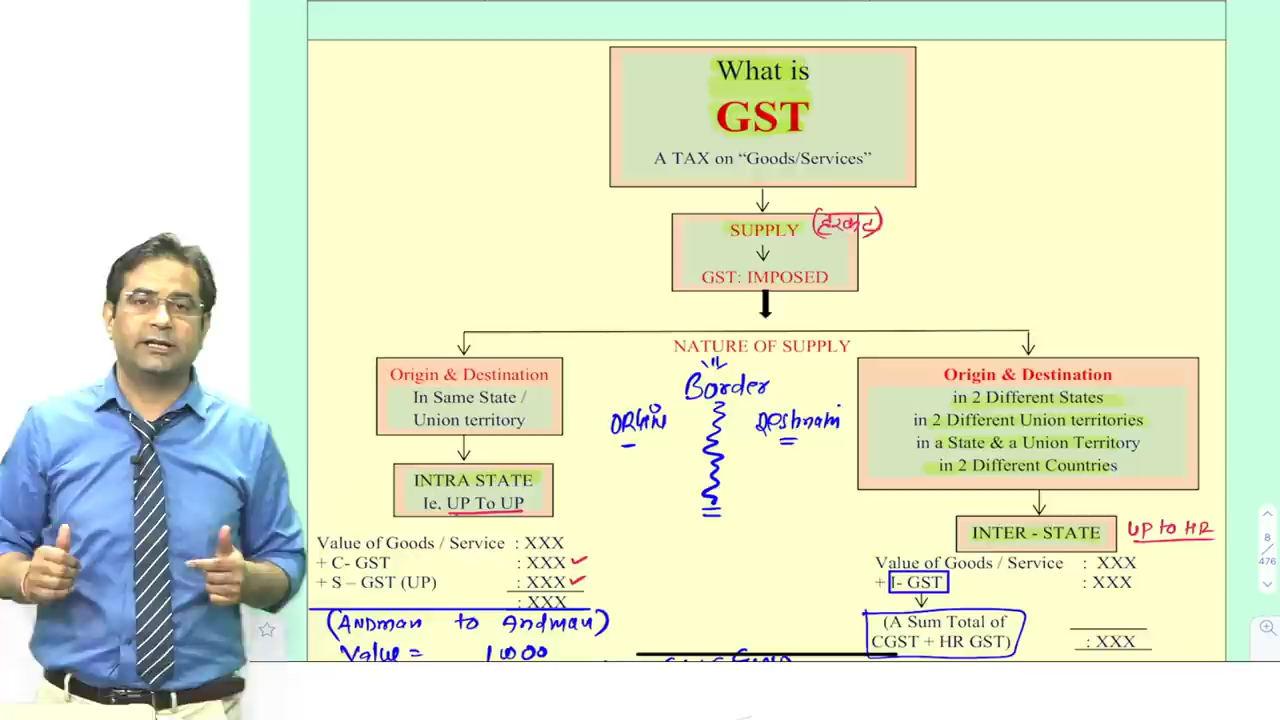 What is
GST
A TAX on “Goods/Services”
SUPPLY (हरकत)
GST: IMPOSED
NATURE OF SUPPLY
Origin & Destination
In Same State /
Union territory
INTRA STATE
Ie. UP To UP
Value of Goods / Service : XXX
+ C- GST : XXX
+ S – GST (UP) : XXX
: XXX
(Andman to Andman)
Value = 1000
Border
ORIGIN
Origin & Destination
in 2 Different States
in 2 Different Union territories
in a State & a Union Territory
in 2 Different Countries
INTER - STATE UP to HR
Value of Goods / Service : XXX
+ I- GST : XXX
(A Sum Total of
CGST + HR GST) : XXX
8
476